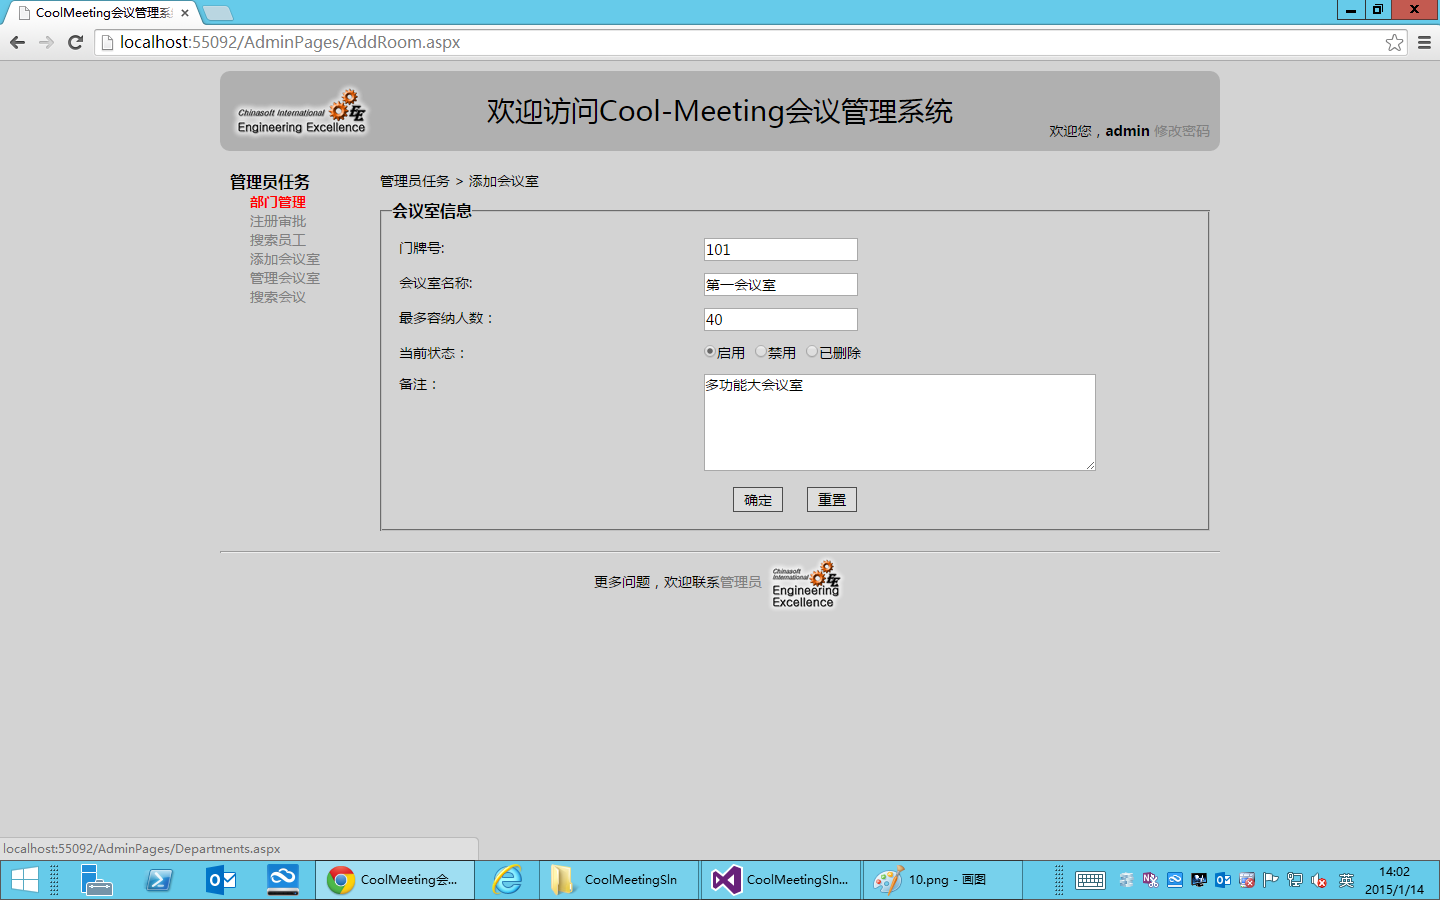 CoolMeeting会议管理系
localhost:55092/AdminPages/AddRoom.aspx
Chinasoft International
Engineering Excellence
欢迎访问Cool-Meeting会议管理系统
欢迎您，admin 修改密码
管理员任务
部门管理
注册审批
搜索员工
添加会议室
管理会议室
搜索会议
管理员任务 > 添加会议室
会议室信息
门牌号: 101
会议室名称: 第一会议室
最多容纳人数： 40
当前状态： 启用 禁用 已删除
备注： 多功能大会议室
确定 重置
更多问题，欢迎联系管理员
Chinasoft
International
Engineering
Excellence
localhost:55092/AdminPages/Departments.aspx
CoolMeeting会...
CoolMeetingSln
CoolMeetingSln...
10.png - 画图
英
14:02
2015/1/14